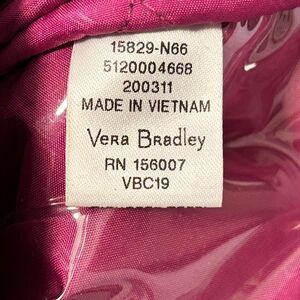 15829-N66
5120004668
200311
MADE IN VIETNAM
Vera Bradley
RN 156007
VBC19